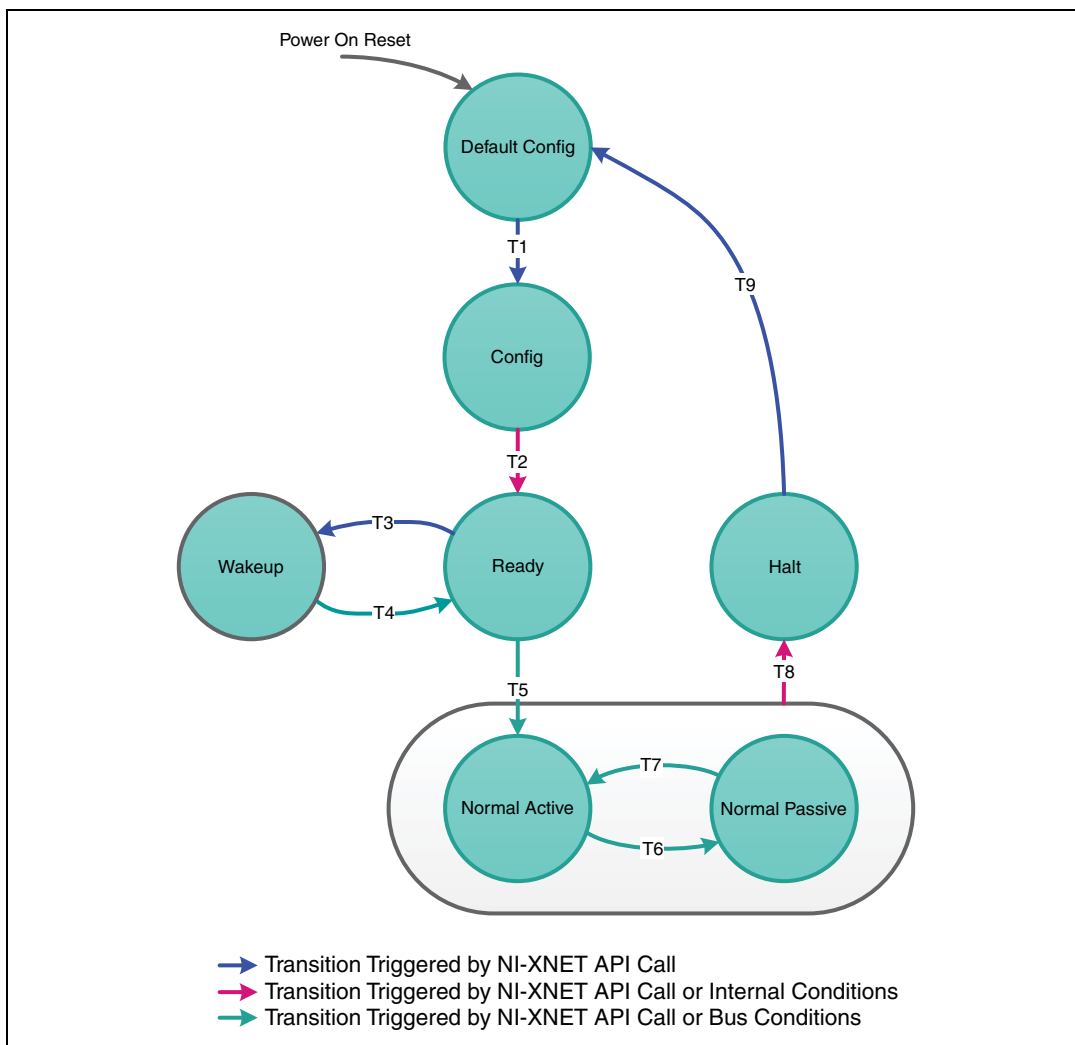 Power On Reset
Default Config
T1
T9
Config
T2
T3
Wakeup
Ready
Halt
T4
T8
T5
T7
Normal Active
Normal Passive
T6
Transition Triggered by NI-XNET API Call
Transition Triggered by NI-XNET API Call or Internal Conditions
Transition Triggered by NI-XNET API Call or Bus Conditions